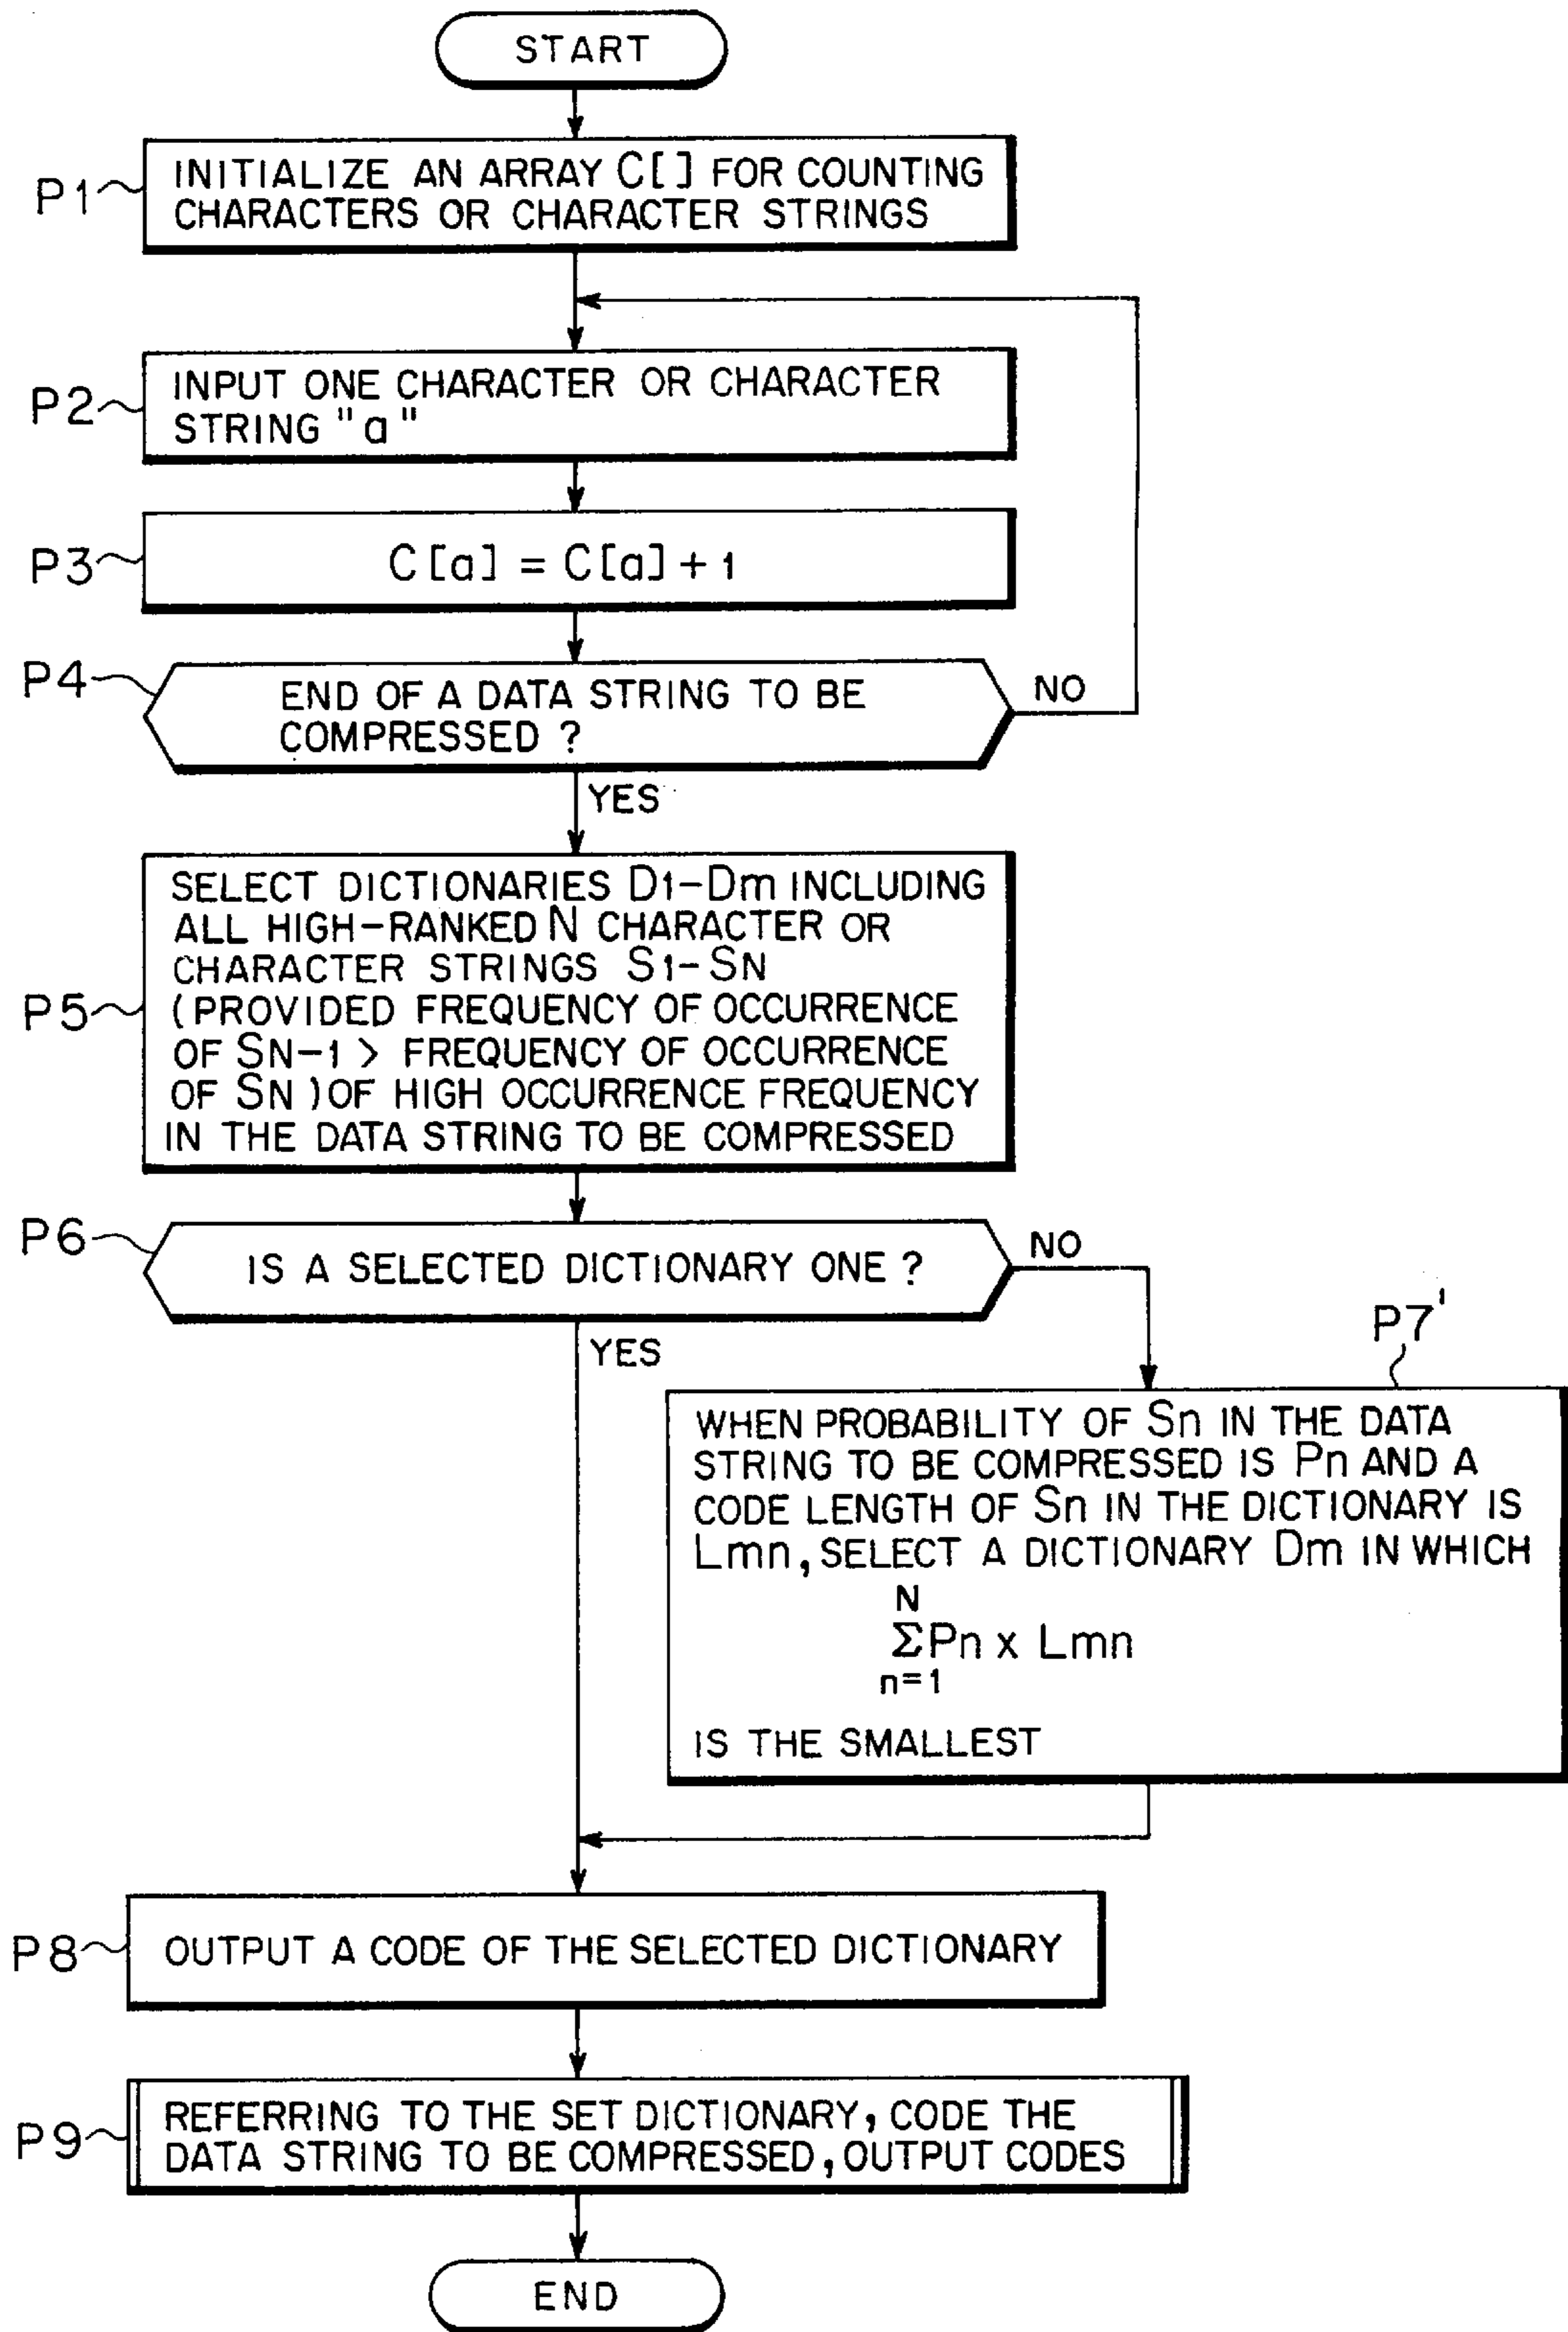 START
P1
INITIALIZE AN ARRAY C[] FOR COUNTING
CHARACTERS OR CHARACTER STRINGS
P2
INPUT ONE CHARACTER OR CHARACTER
STRING "a"
P3
C[a] = C[a]+1
P4
END OF A DATA STRING TO BE
COMPRESSED ?
NO
YES
P5
SELECT DICTIONARIES D1-Dm INCLUDING
ALL HIGH-RANKED N CHARACTER OR
CHARACTER STRINGS S1-SN
(PROVIDED FREQUENCY OF OCCURRENCE
OF SN-1 > FREQUENCY OF OCCURRENCE
OF SN ) OF HIGH OCCURRENCE FREQUENCY
IN THE DATA STRING TO BE COMPRESSED
P6
IS A SELECTED DICTIONARY ONE ?
NO
YES
P7'
WHEN PROBABILITY OF Sn IN THE DATA
STRING TO BE COMPRESSED IS Pn AND A
CODE LENGTH OF Sn IN THE DICTIONARY IS
Lmn, SELECT A DICTIONARY Dm IN WHICH
N
Σ Pn x Lmn
n=1
IS THE SMALLEST
P8
OUTPUT A CODE OF THE SELECTED DICTIONARY
P9
REFERRING TO THE SET DICTIONARY, CODE THE
DATA STRING TO BE COMPRESSED, OUTPUT CODES
END